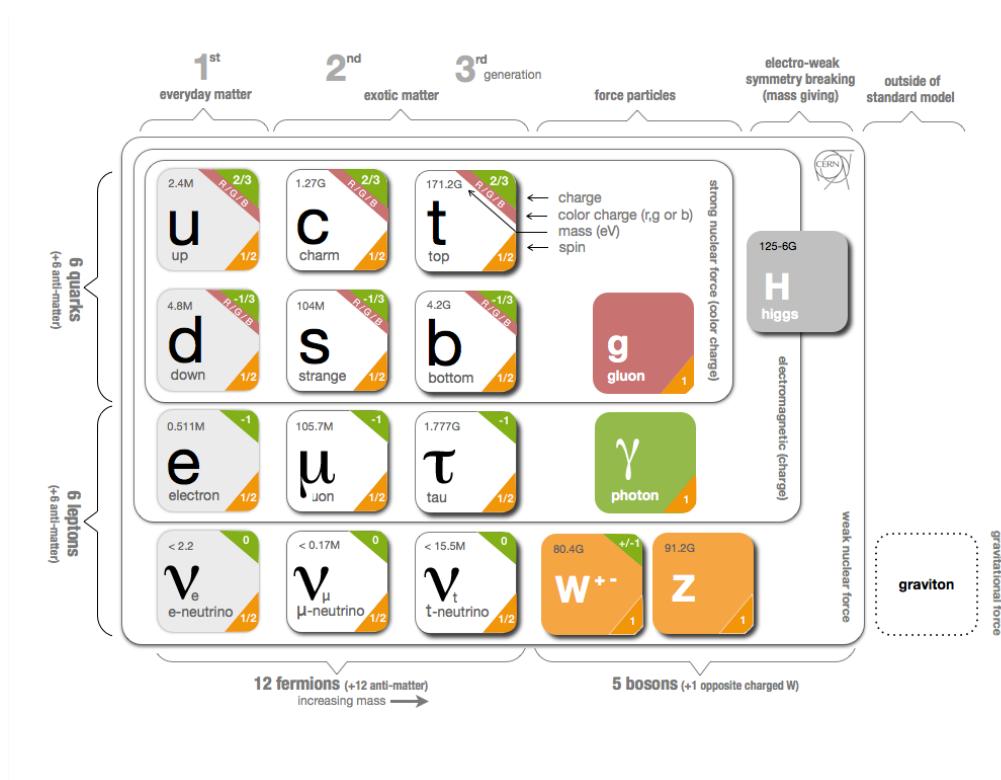 1st
2nd
3rd generation
everyday matter
exotic matter
force particles
electro-weak
symmetry breaking
(mass giving)
outside of
standard model
CERN
6 quarks
(+6 anti-matter)
2.4M
2/3
R/G/B
u
up
1/2
1.27G
2/3
R/G/B
c
charm
1/2
171.2G
2/3
R/G/B
t
top
1/2
charge
color charge (r,g or b)
mass (eV)
spin
strong nuclear force (color charge)
125-6G
H
higgs
4.8M
-1/3
R/G/B
d
down
1/2
104M
-1/3
R/G/B
s
strange
1/2
4.2G
-1/3
R/G/B
b
bottom
1/2
g
gluon
1
electromagnetic (charge)
6 leptons
(+6 anti-matter)
0.511M
-1
e
electron
1/2
105.7M
-1
μ
uon
1/2
1.777G
-1
τ
tau
1/2
γ
photon
1
weak nuclear force
< 2.2
0
νe
e-neutrino
1/2
< 0.17M
0
νμ
μ-neutrino
1/2
< 15.5M
0
νt
t-neutrino
1/2
80.4G
+/-1
W+-
1
91.2G
Z
1
graviton
gravitational force
12 fermions (+12 anti-matter)
increasing mass
5 bosons (+1 opposite charged W)